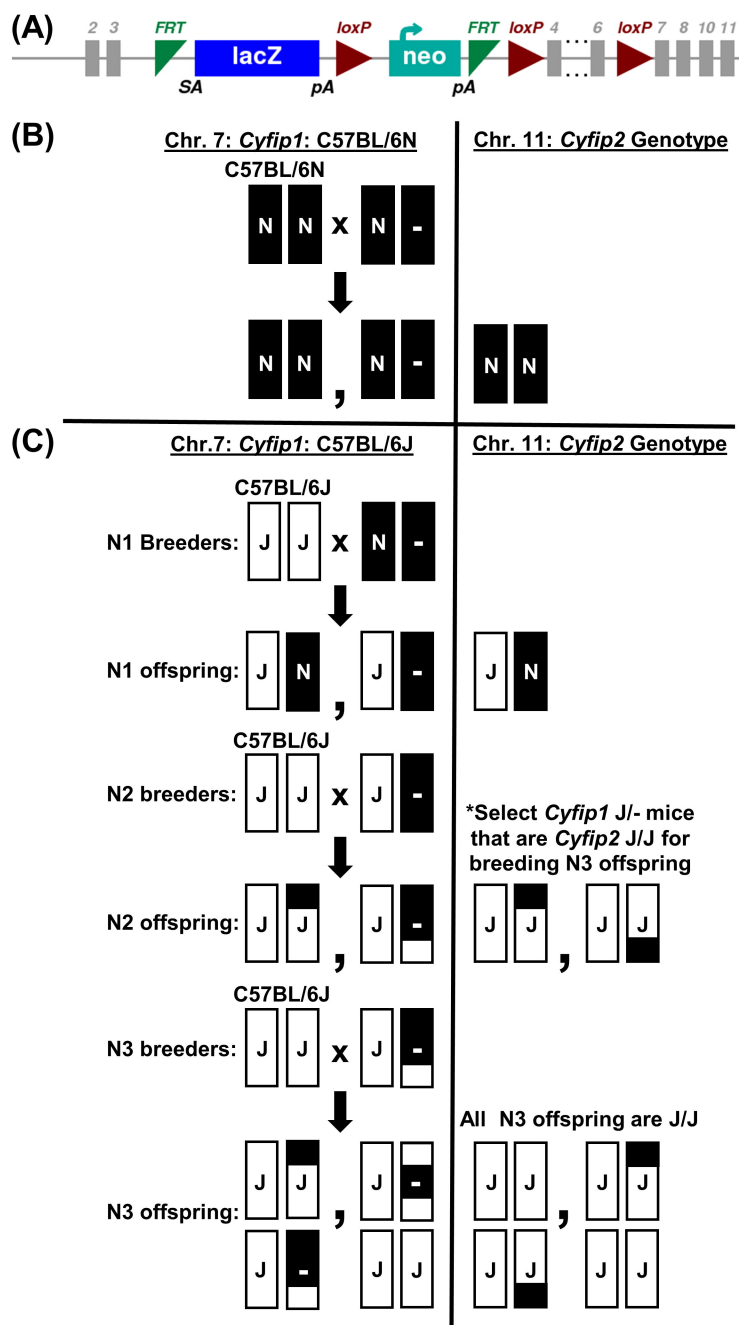 (A)
2 3 FRT loxP FRT loxP 4 ... 6 loxP 7 8 10 11
lacZ neo ...
SA pA pA
(B)
Chr. 7: Cyfip1: C57BL/6N Chr. 11: Cyfip2 Genotype
C57BL/6N
N N x N -
N N , N - N N
(C)
Chr.7: Cyfip1: C57BL/6J Chr. 11: Cyfip2 Genotype
C57BL/6J
N1 Breeders: J J x N -
N1 offspring: J N , J - J N
C57BL/6J
N2 breeders: J J x J -
*Select Cyfip1 J/- mice
that are Cyfip2 J/J for
breeding N3 offspring
N2 offspring: J J , J - J J , J J
C57BL/6J
N3 breeders: J J x J -
All N3 offspring are J/J
N3 offspring: J J , J - J J , J J
J - J J J J J J